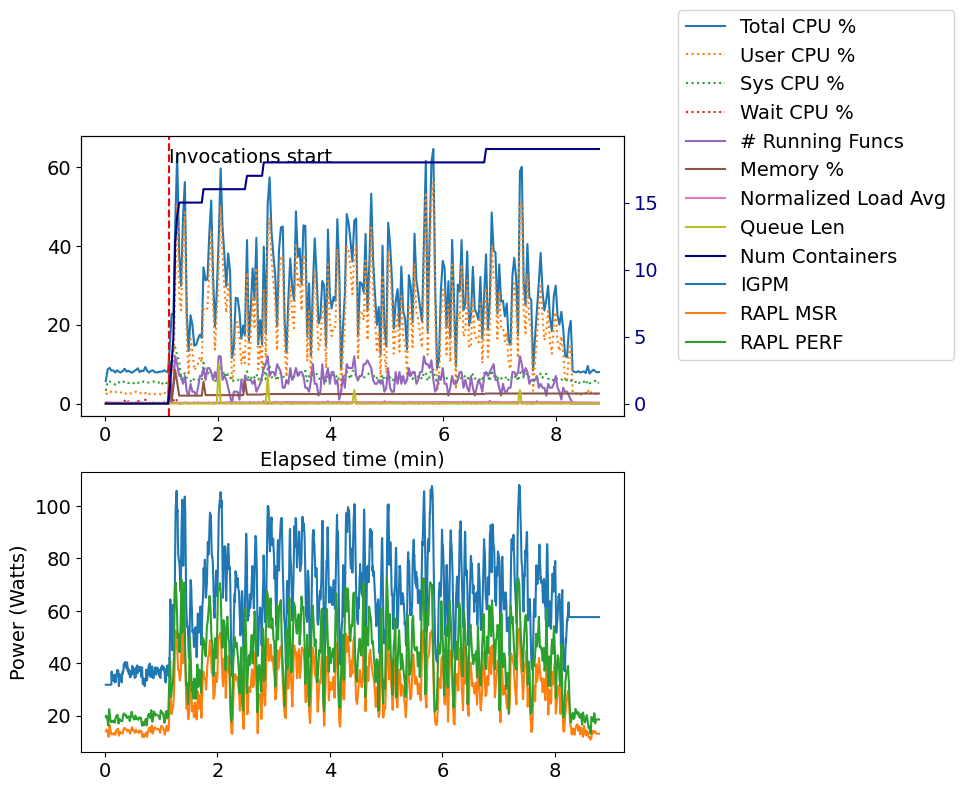 Total CPU %
User CPU %
Sys CPU %
Wait CPU %
# Running Funcs
Memory %
Normalized Load Avg
Queue Len
Num Containers
IGPM
RAPL MSR
RAPL PERF
Invocations start
60
40
20
0
15
10
5
0
0 2 4 6 8
Elapsed time (min)
Power (Watts)
100
80
60
40
20
0 2 4 6 8